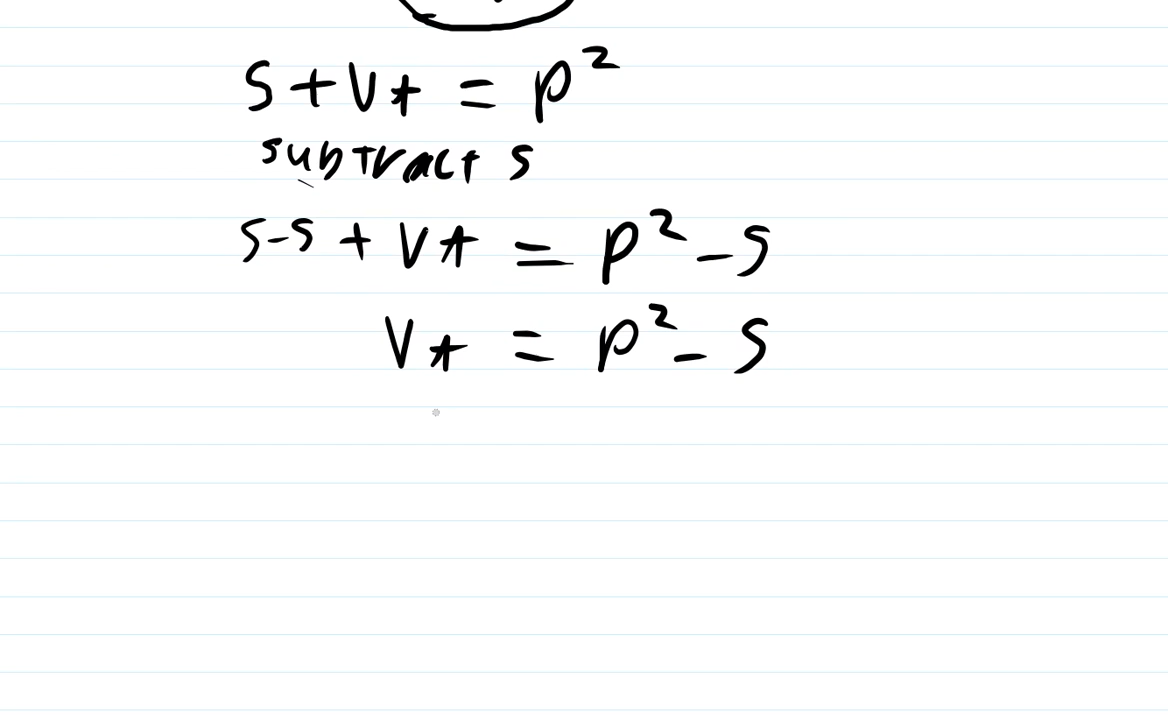 s + vt = p²
subtract s
s-s + vt = p² - s
vt = p² - s